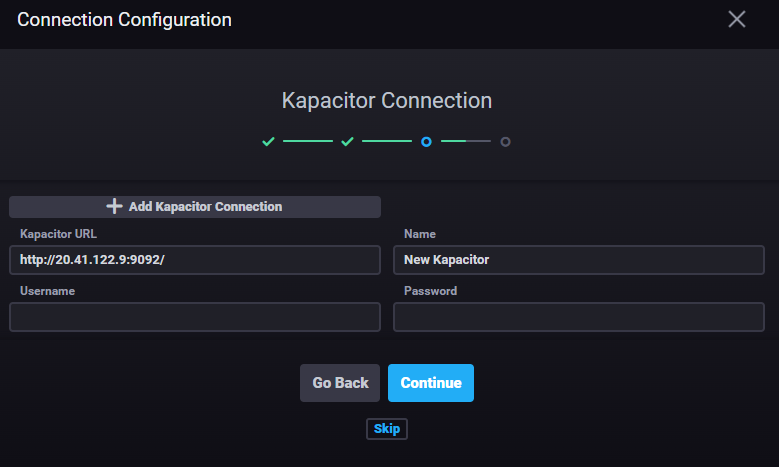 Connection Configuration
Kapacitor Connection
Add Kapacitor Connection
Kapacitor URL
Name
http://20.41.122.9:9092/
New Kapacitor
Username
Password
Go Back
Continue
Skip